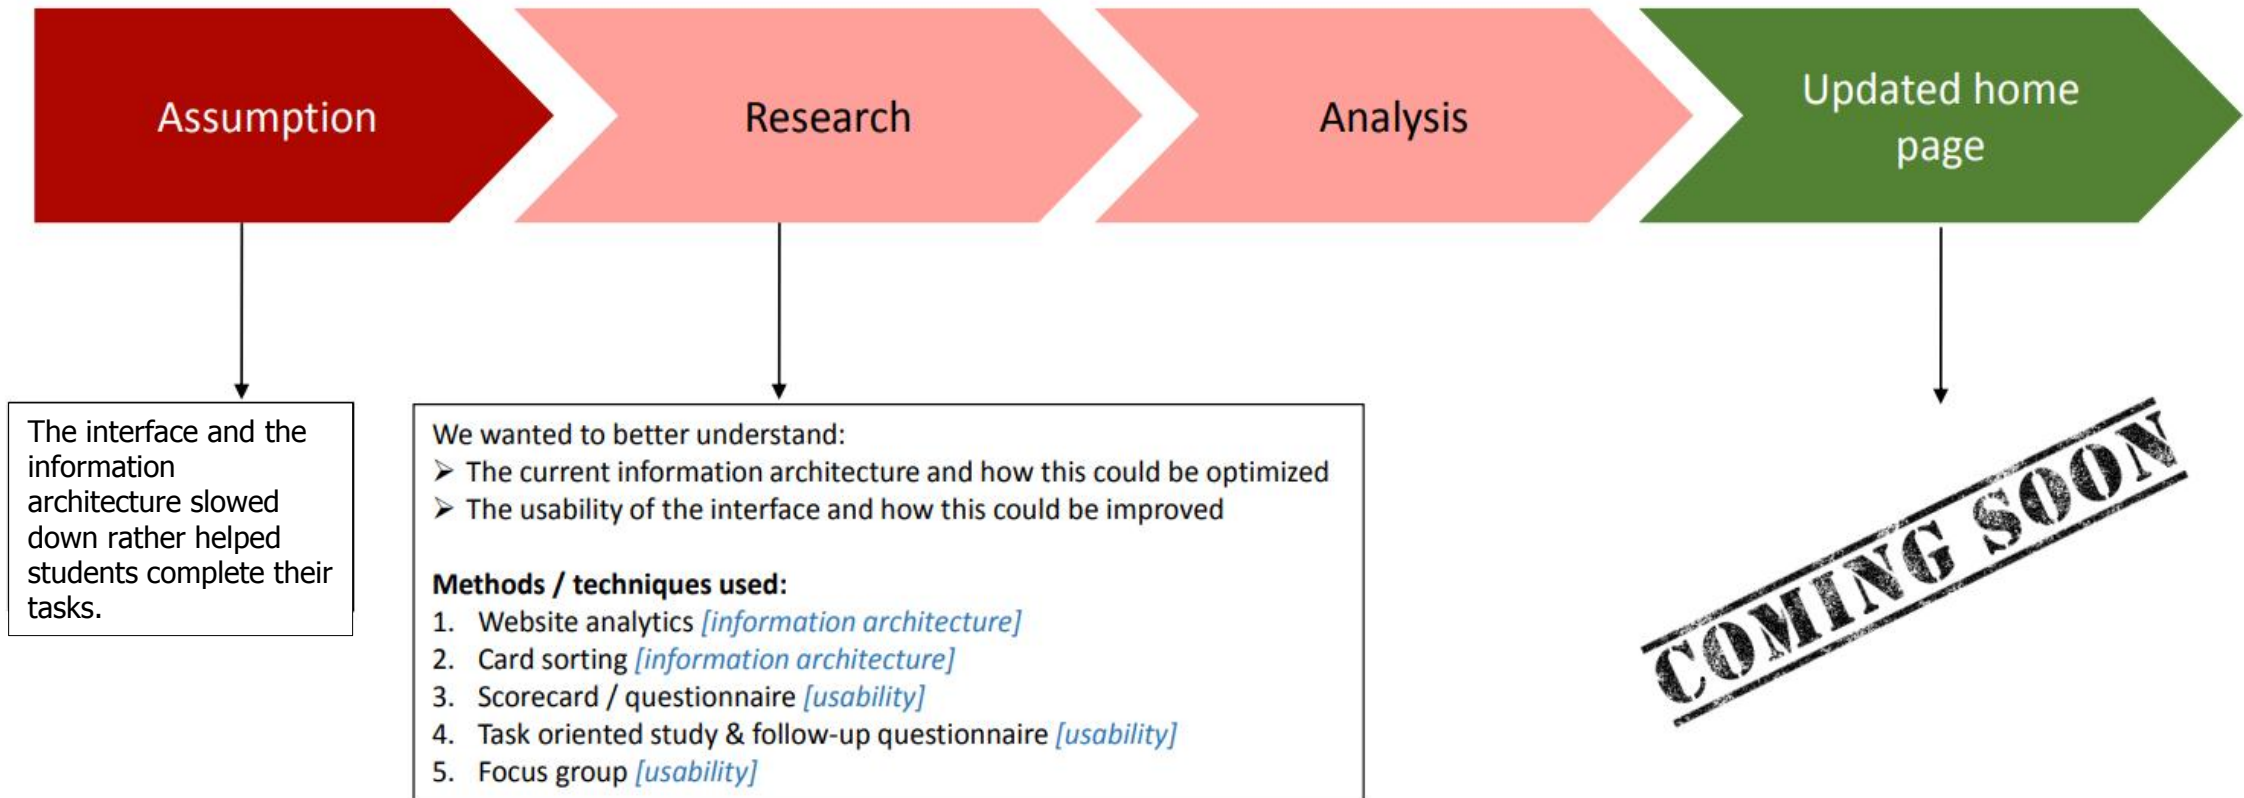 Assumption
Research
Analysis
Updated home
page
The interface and the
information
architecture slowed
down rather helped
students complete their
tasks.
We wanted to better understand:
➢ The current information architecture and how this could be optimized
➢ The usability of the interface and how this could be improved
Methods / techniques used:
1. Website analytics [information architecture]
2. Card sorting [information architecture]
3. Scorecard / questionnaire [usability]
4. Task oriented study & follow-up questionnaire [usability]
5. Focus group [usability]
COMING SOON